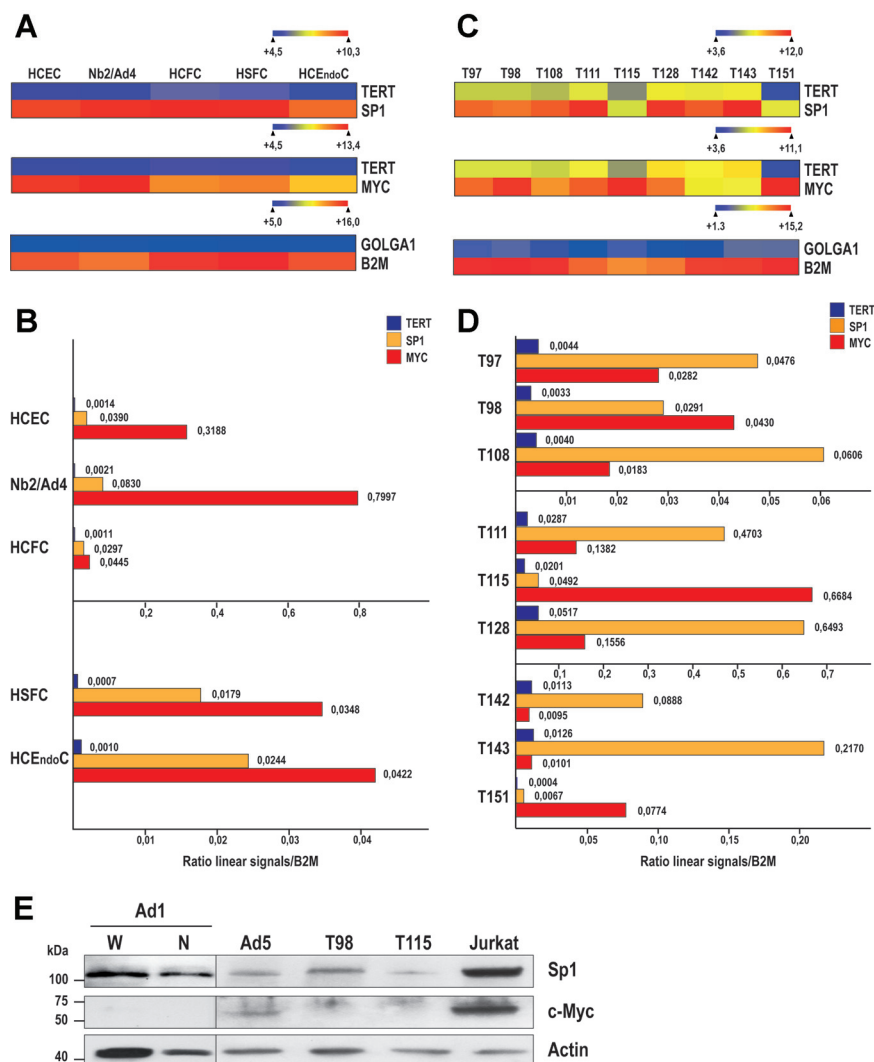 A
+4,5 +10,3
HCEC Nb2/Ad4 HCFC HSFC HCEndoC
TERT
SP1
+4,5 +13,4
TERT
MYC
+5,0 +16,0
GOLGA1
B2M
C
+3,6 +12,0
T97 T98 T108 T111 T115 T128 T142 T143 T151
TERT
SP1
+3,6 +11,1
TERT
MYC
+1.3 +15,2
GOLGA1
B2M
B
TERT
SP1
MYC
HCEC
0,0014
0,0390
0,3188
Nb2/Ad4
0,0021
0,0830
0,7997
HCFC
0,0011
0,0297
0,0445
0,2 0,4 0,6 0,8
HSFC
0,0007
0,0179
0,0348
HCEndoC
0,0010
0,0244
0,0422
0,01 0,02 0,03 0,04
Ratio linear signals/B2M
D
TERT
SP1
MYC
T97
0,0044
0,0476
0,0282
T98
0,0033
0,0291
0,0430
T108
0,0040
0,0606
0,0183
0,01 0,02 0,03 0,04 0,05 0,06
T111
0,0287
0,4703
0,1382
T115
0,0201
0,0492
0,6684
T128
0,0517
0,6493
0,1556
0,1 0,2 0,3 0,4 0,5 0,6 0,7
T142
0,0113
0,0888
0,0095
T143
0,0126
0,2170
0,0101
T151
0,0004
0,0067
0,0774
0,05 0,10 0,15 0,20
Ratio linear signals/B2M
E
Ad1
kDa W N Ad5 T98 T115 Jurkat
100 Sp1
75
50 c-Myc
40 Actin